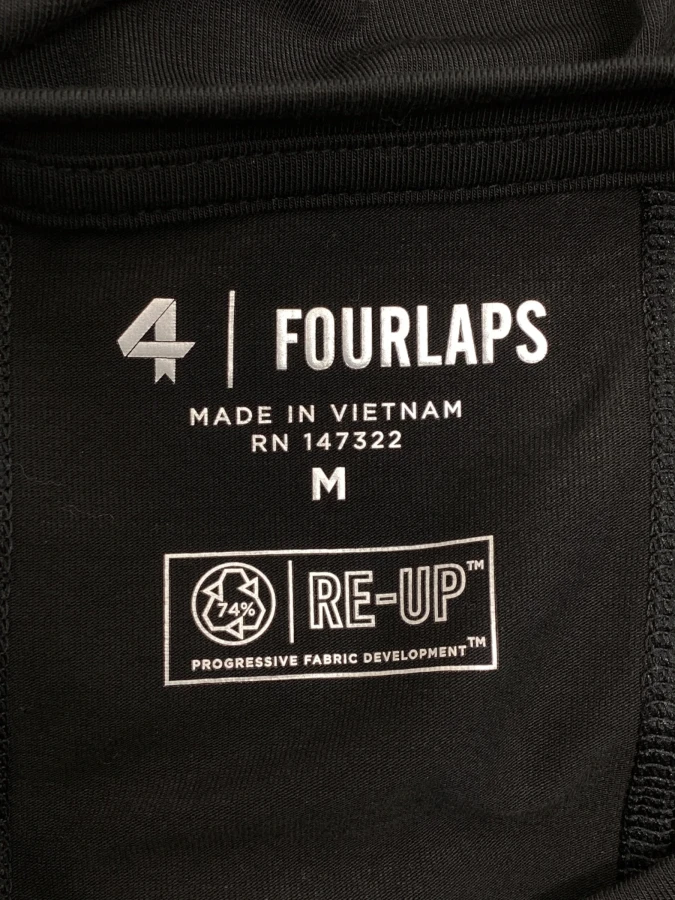 4 | FOURLAPS
MADE IN VIETNAM
RN 147322
M
74% | RE-UP™
PROGRESSIVE FABRIC DEVELOPMENT™